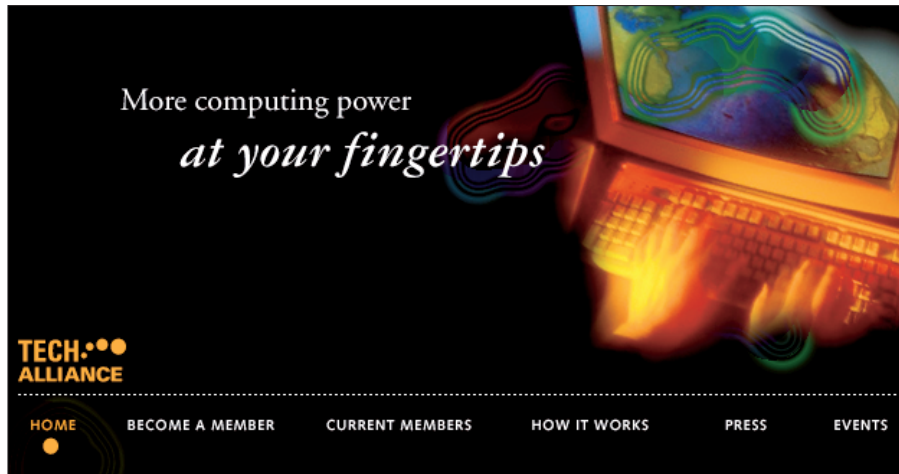 More computing power
at your fingertips
TECH
ALLIANCE
HOME BECOME A MEMBER CURRENT MEMBERS HOW IT WORKS PRESS EVENTS